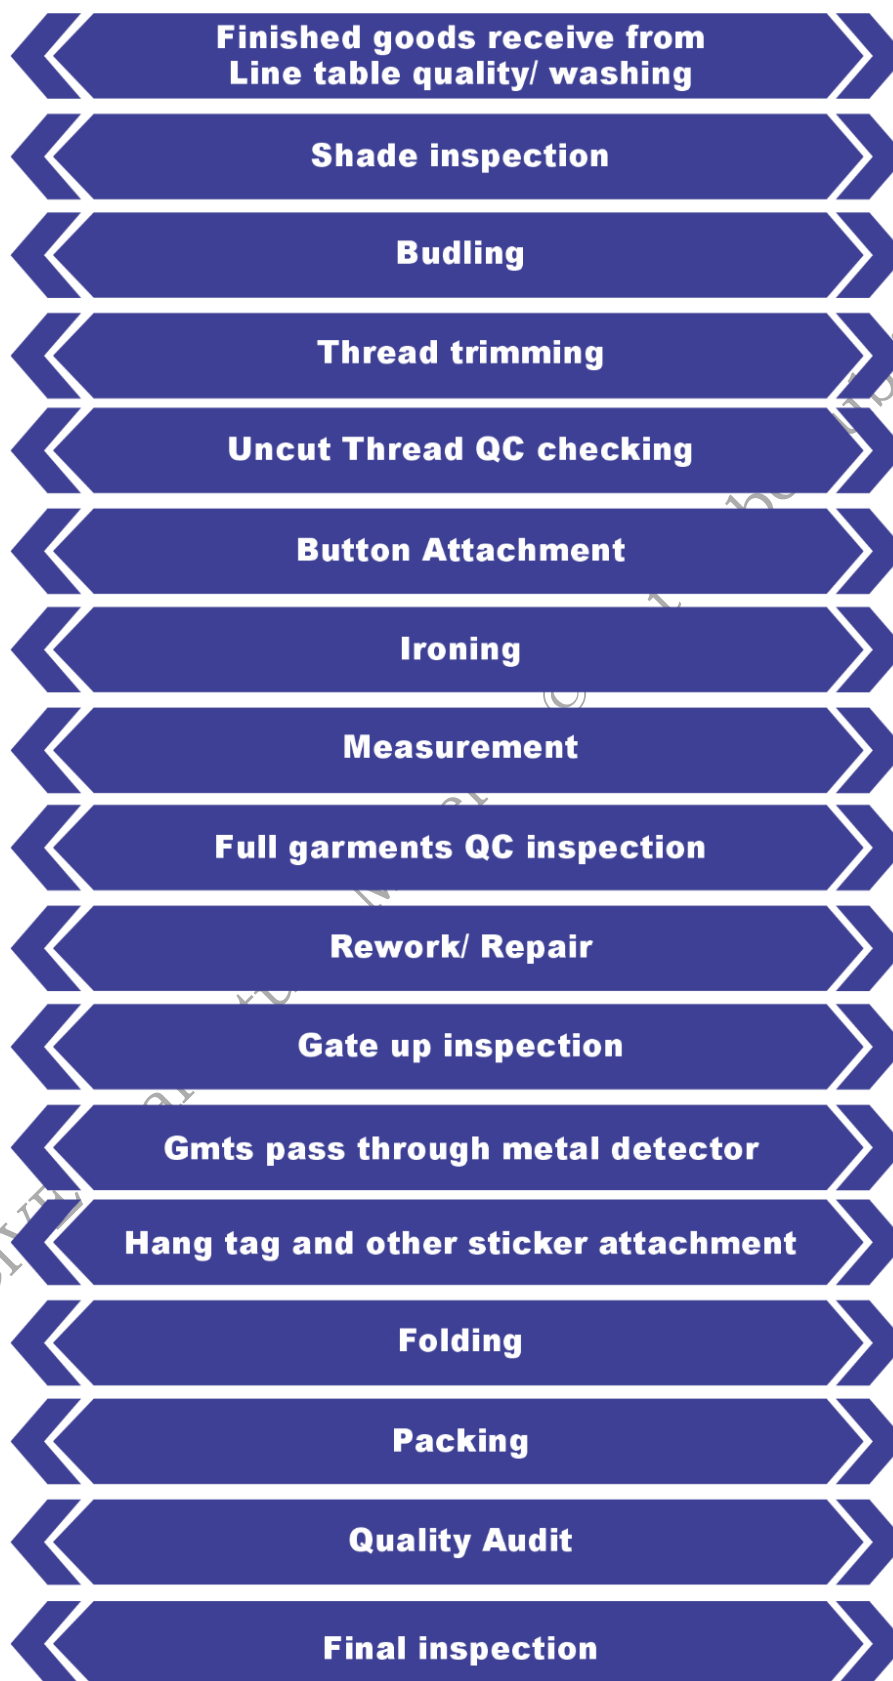 Finished goods receive from
Line table quality/ washing
Shade inspection
Budling
Thread trimming
Uncut Thread QC checking
Button Attachment
Ironing
Measurement
Full garments QC inspection
Rework/ Repair
Gate up inspection
Gmts pass through metal detector
Hang tag and other sticker attachment
Folding
Packing
Quality Audit
Final inspection